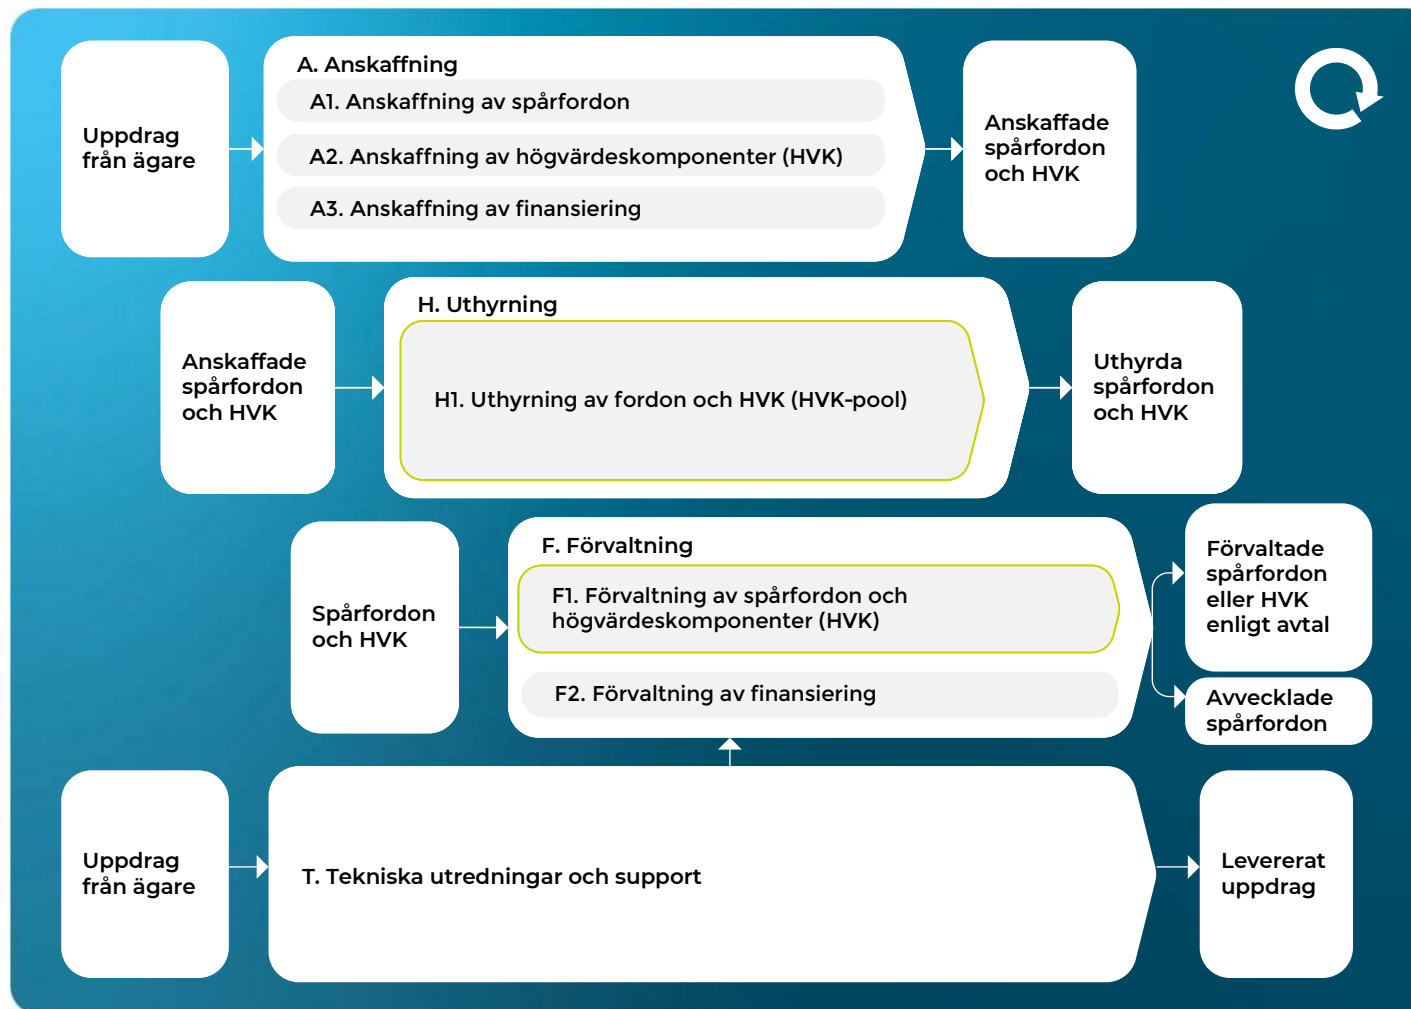 Uppdrag
från ägare
A. Anskaffning
A1. Anskaffning av spårfordon
A2. Anskaffning av högvärdeskomponenter (HVK)
A3. Anskaffning av finansiering
Anskaffade
spårfordon
och HVK
Anskaffade
spårfordon
och HVK
H. Uthyrning
H1. Uthyrning av fordon och HVK (HVK-pool)
Uthyrda
spårfordon
och HVK
Spårfordon
och HVK
F. Förvaltning
F1. Förvaltning av spårfordon och
högvärdeskomponenter (HVK)
F2. Förvaltning av finansiering
Förvaltade
spårfordon
eller HVK
enligt avtal
Avvecklade
spårfordon
Uppdrag
från ägare
T. Tekniska utredningar och support
Levererat
uppdrag